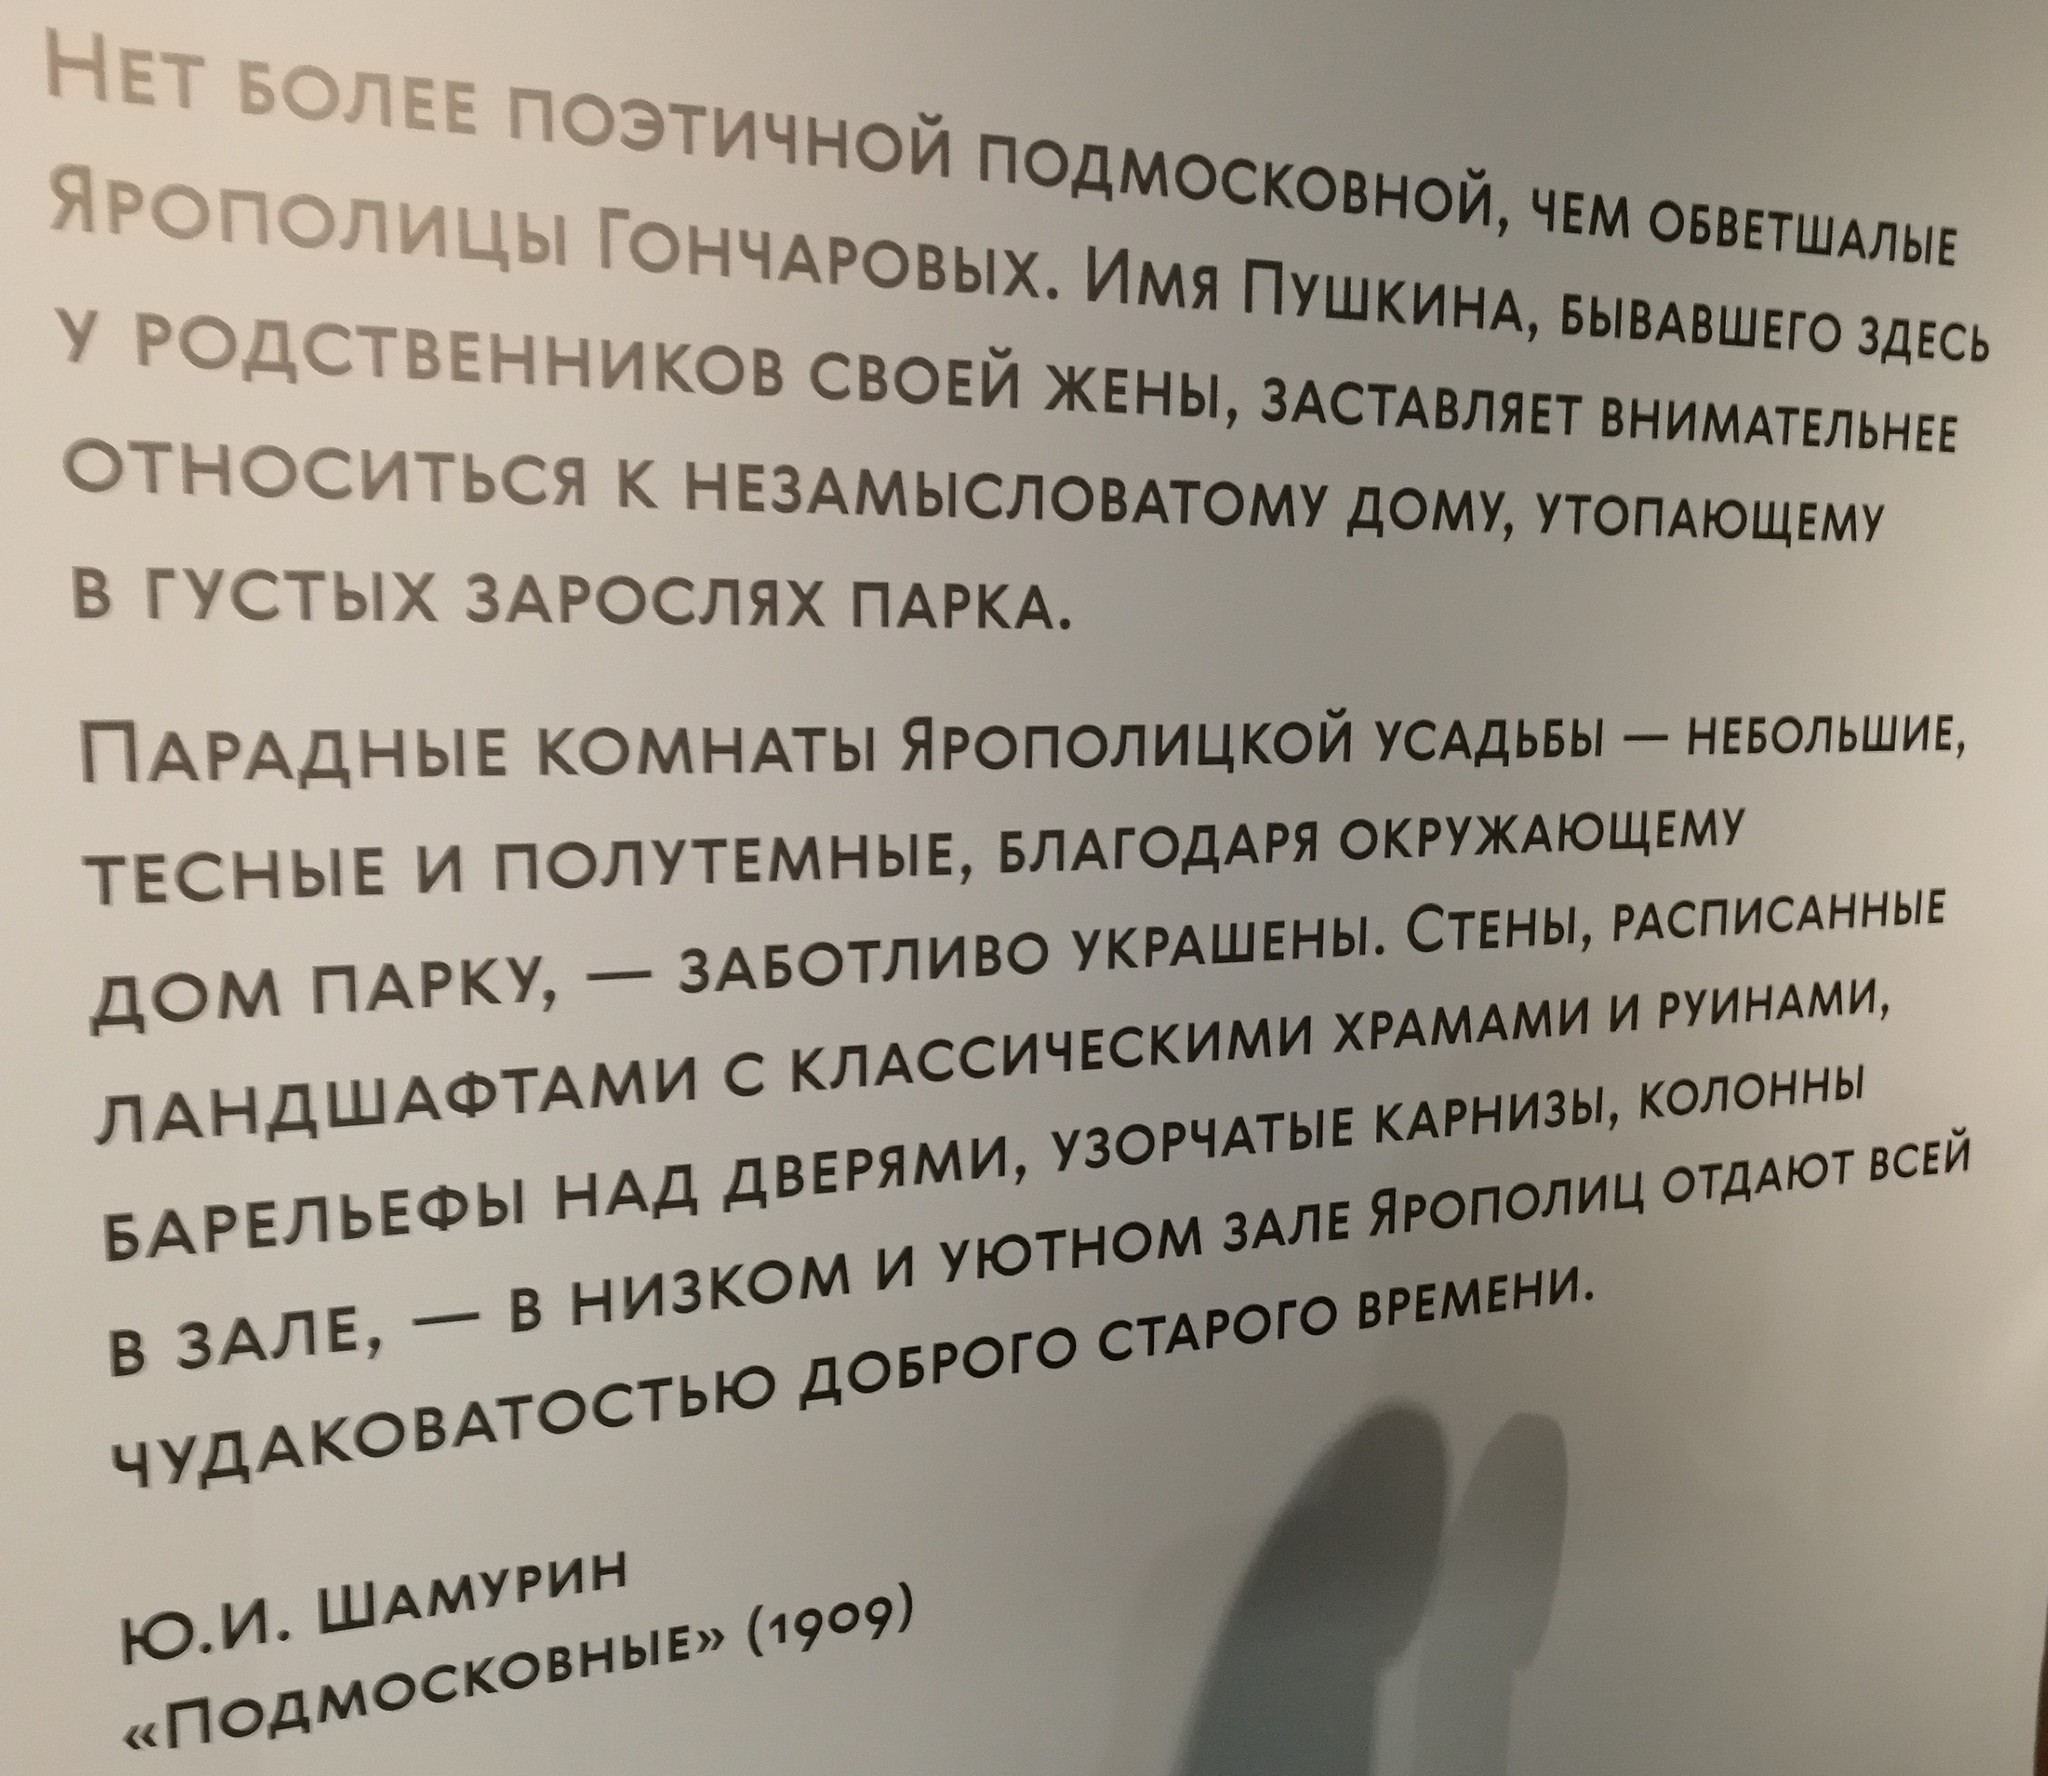 Нет более поэтичной подмосковной, чем обветшалые
Ярополицы Гончаровых. Имя Пушкина, бывавшего здесь
у родственников своей жены, заставляет внимательнее
относиться к незамысловатому дому, утопающему
в густых зарослях парка.
Парадные комнаты Ярополицкой усадьбы — небольшие,
тесные и полутемные, благодаря окружающему
дом парку, — заботливо украшены. Стены, расписанные
ландшафтами с классическими храмами и руинами,
барельефы над дверями, узорчатые карнизы, колонны
в зале, — в низком и уютном зале Ярополиц отдают всей
чудаковатостью доброго старого времени.
Ю.И. Шамурин
«Подмосковные» (1909)